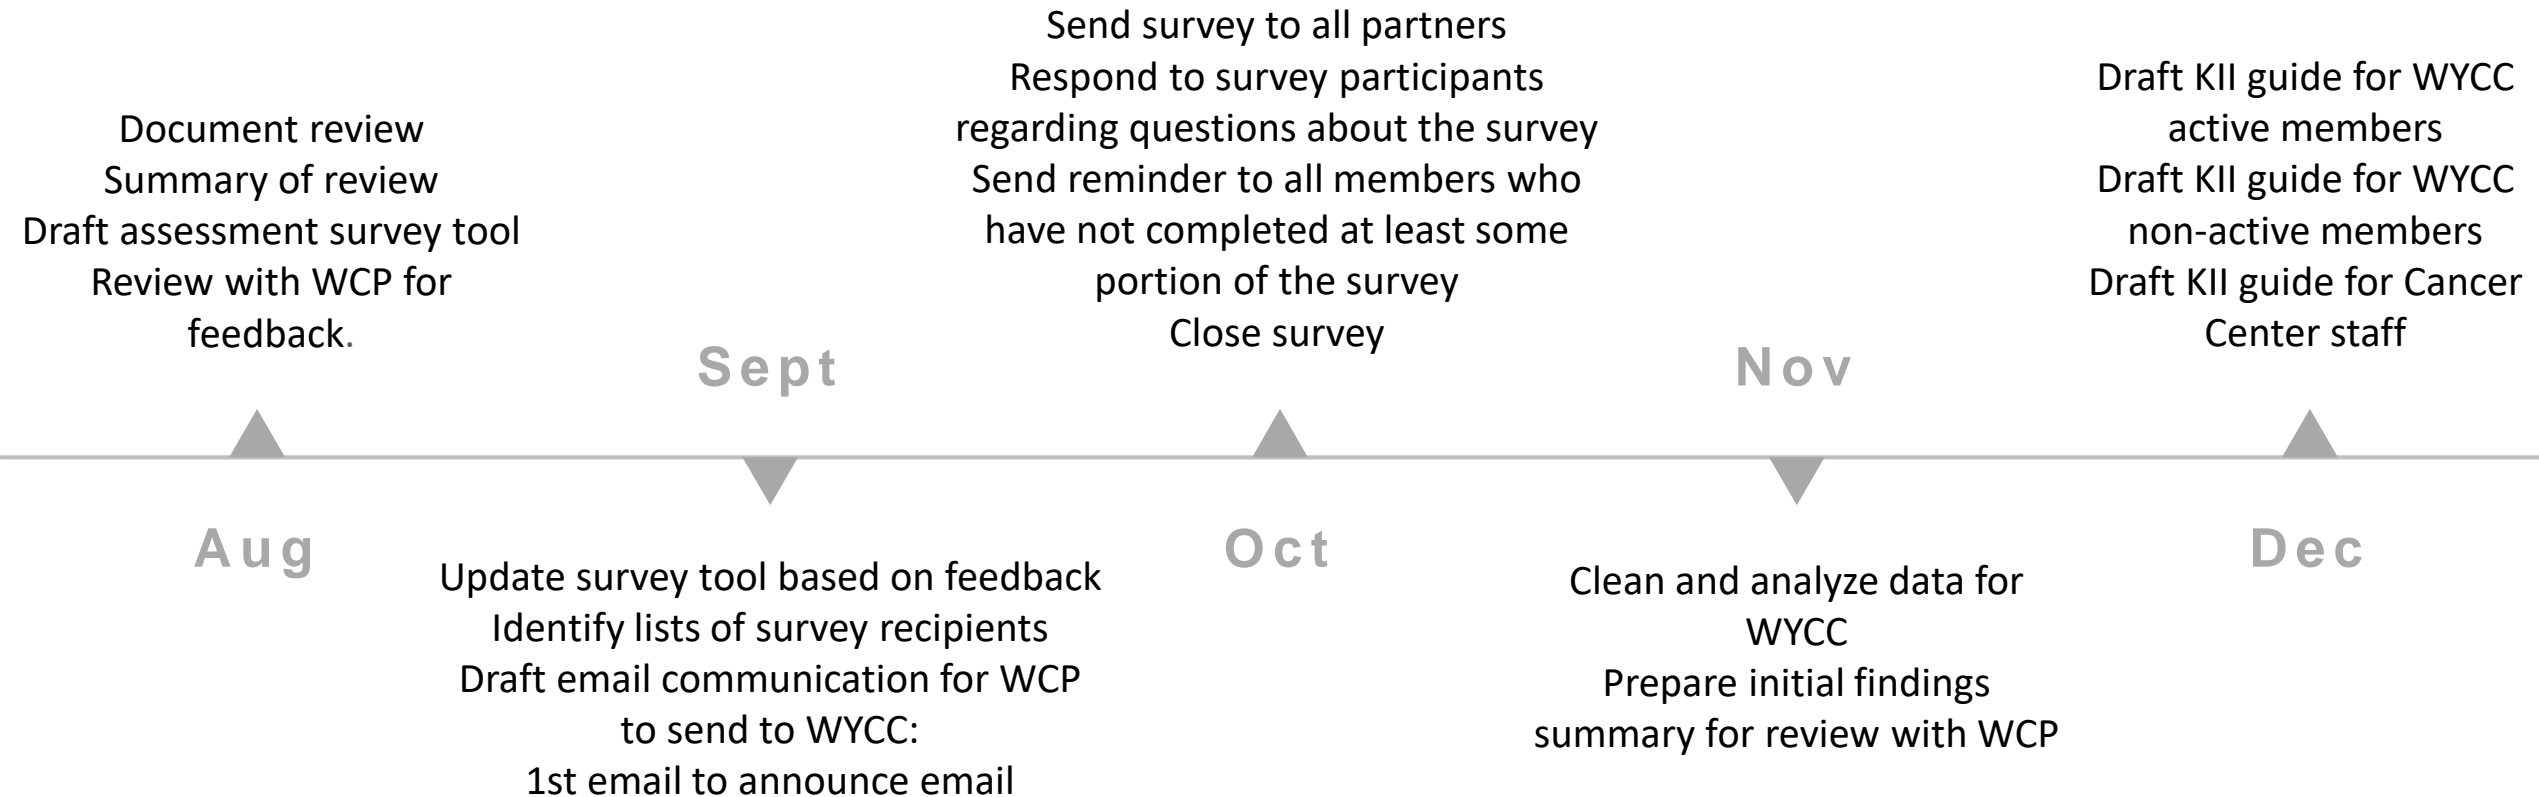 Document review
Summary of review
Draft assessment survey tool
Review with WCP for
feedback.
Aug
Sept
Update survey tool based on feedback
Identify lists of survey recipients
Draft email communication for WCP
to send to WYCC:
1st email to announce email
Send survey to all partners
Respond to survey participants
regarding questions about the survey
Send reminder to all members who
have not completed at least some
portion of the survey
Close survey
Oct
Nov
Clean and analyze data for
WYCC
Prepare initial findings
summary for review with WCP
Draft KII guide for WYCC
active members
Draft KII guide for WYCC
non-active members
Draft KII guide for Cancer
Center staff
Dec